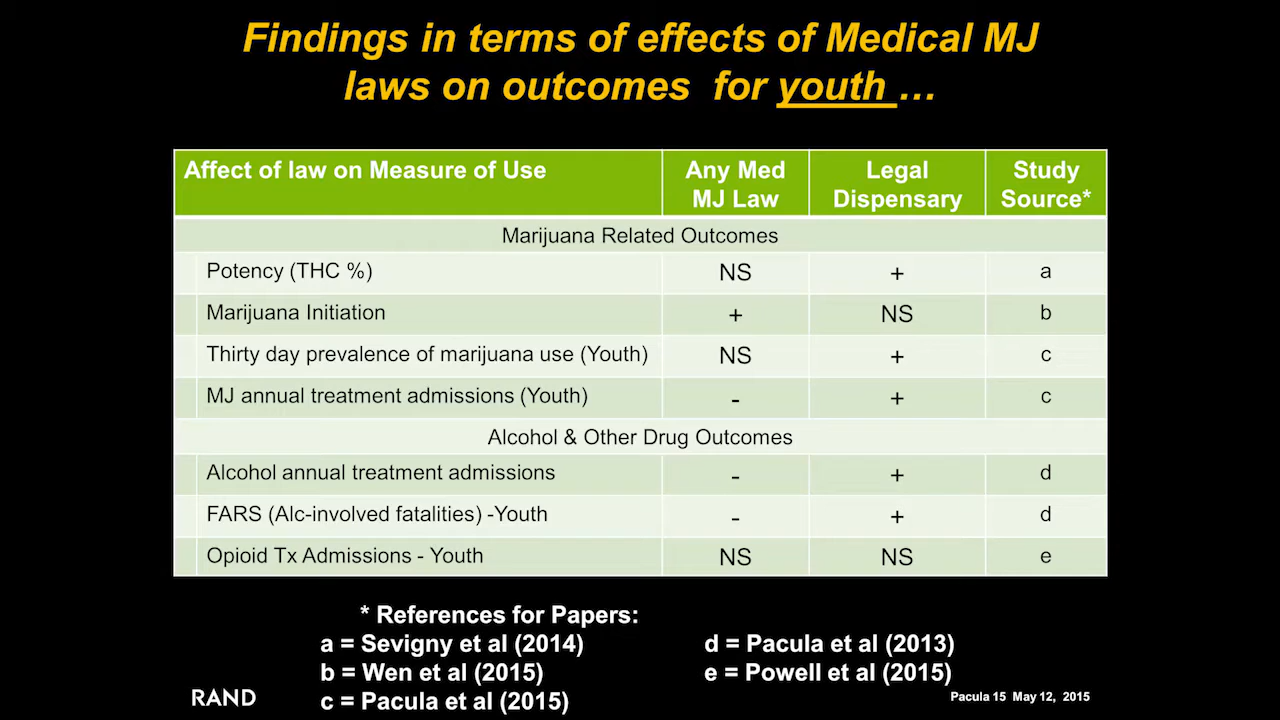 Findings in terms of effects of Medical MJ
laws on outcomes for youth ...
Affect of law on Measure of Use Any Med MJ Law Legal Dispensary Study Source*
Marijuana Related Outcomes
Potency (THC %) NS + a
Marijuana Initiation + NS b
Thirty day prevalence of marijuana use (Youth) NS + c
MJ annual treatment admissions (Youth) - + c
Alcohol & Other Drug Outcomes
Alcohol annual treatment admissions - + d
FARS (Alc-involved fatalities) -Youth - + d
Opioid Tx Admissions - Youth NS NS e
* References for Papers:
a = Sevigny et al (2014)
b = Wen et al (2015)
c = Pacula et al (2015)
d = Pacula et al (2013)
e = Powell et al (2015)
RAND
Pacula 15 May 12, 2015